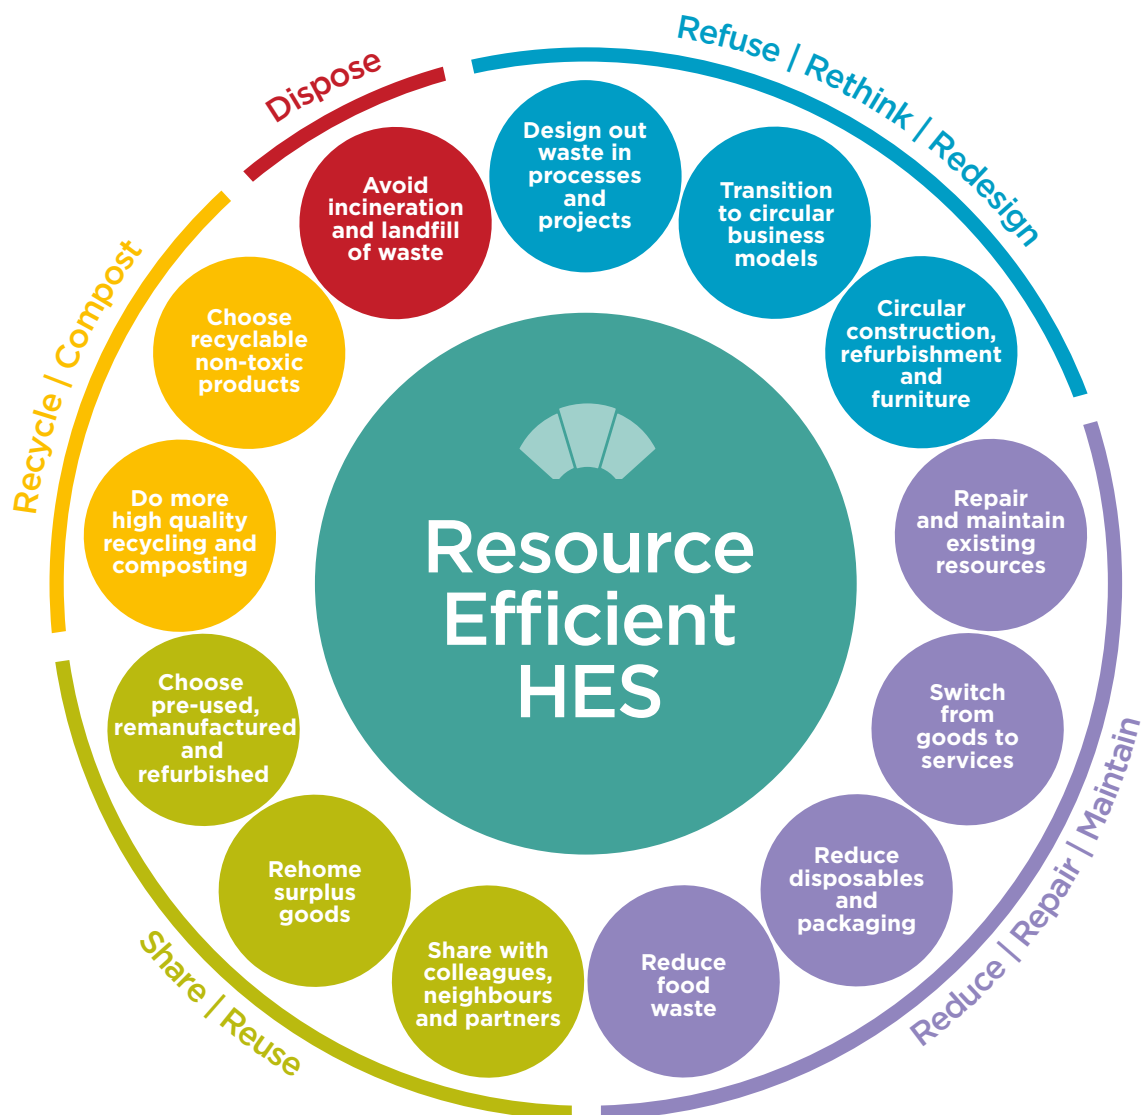 Refuse | Rethink | Redesign
Design out
waste in
processes
and
projects
Transition
to circular
business
models
Circular
construction,
refurbishment
and
furniture
Reduce | Repair | Maintain
Repair
and maintain
existing
resources
Switch
from
goods to
services
Reduce
disposables
and
packaging
Reduce
food
waste
Share | Reuse
Share with
colleagues,
neighbours
and partners
Rehome
surplus
goods
Choose
pre-used,
remanufactured
and
refurbished
Recycle | Compost
Do more
high quality
recycling and
composting
Choose
recyclable
non-toxic
products
Dispose
Avoid
incineration
and landfill
of waste
Resource
Efficient
HES